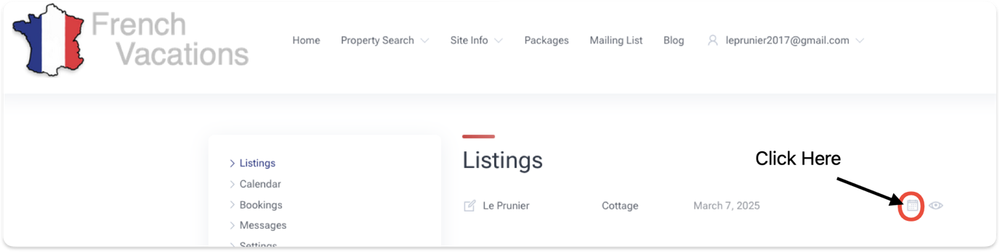 French
Vacations
Home Property Search Site Info Packages Mailing List Blog leprunier2017@gmail.com
Listings
Calendar
Bookings
Messages
Settings
Listings
Click Here
Le Prunier Cottage March 7, 2025